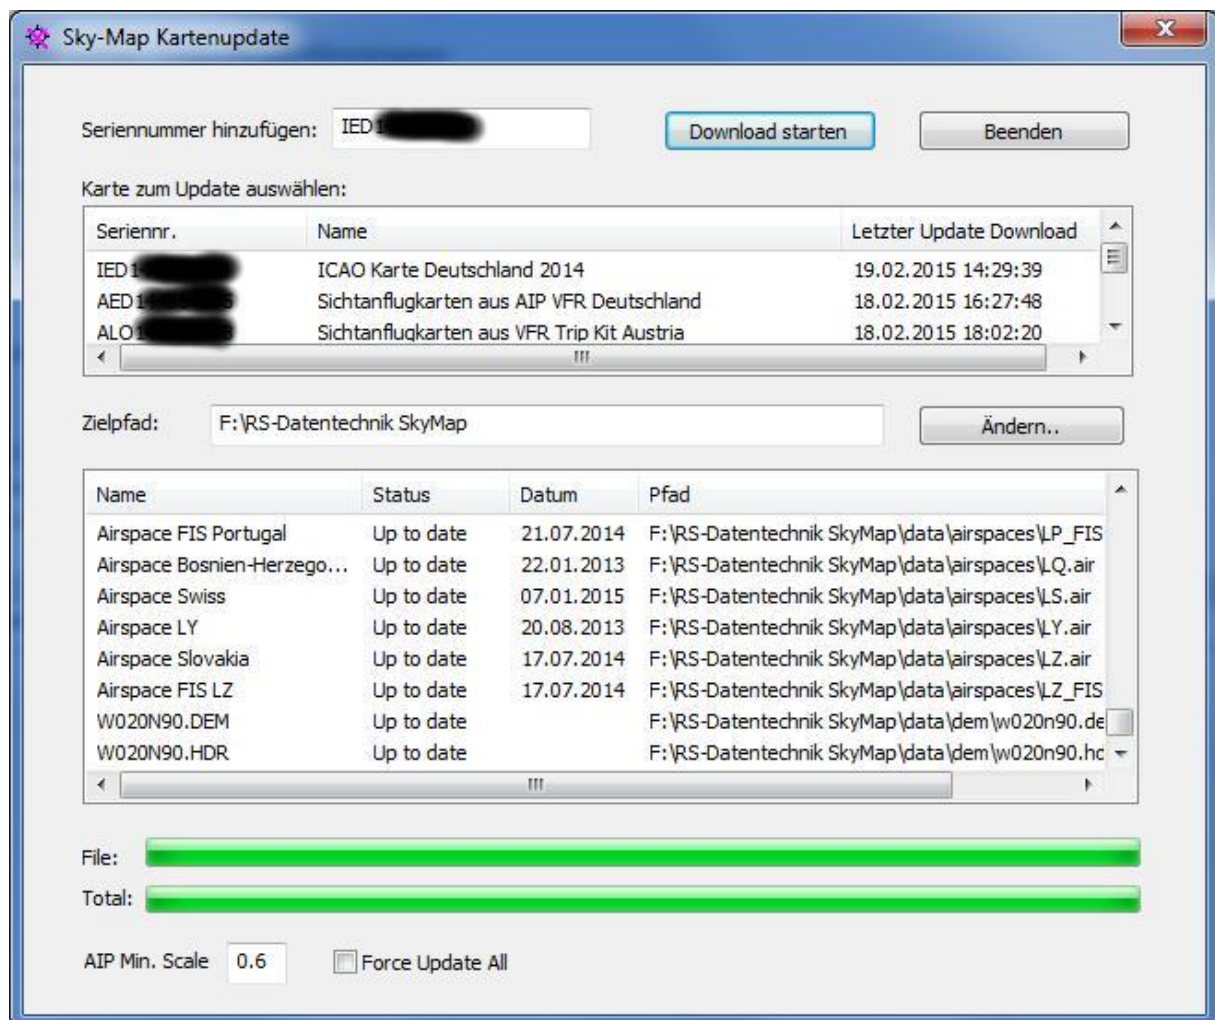 Sky-Map Kartenupdate
Seriennummer hinzufügen: IED1 Download starten Beenden
Karte zum Update auswählen:
Seriennr. Name Letzter Update Download
IED1 ICAO Karte Deutschland 2014 19.02.2015 14:29:39
AED1 Sichtanflugkarten aus AIP VFR Deutschland 18.02.2015 16:27:48
ALO1 Sichtanflugkarten aus VFR Trip Kit Austria 18.02.2015 18:02:20
Zielpfad: F:\RS-Datentechnik SkyMap Ändern..
Name Status Datum Pfad
Airspace FIS Portugal Up to date 21.07.2014 F:\RS-Datentechnik SkyMap\data\airspaces\LP_FIS
Airspace Bosnien-Herzego... Up to date 22.01.2013 F:\RS-Datentechnik SkyMap\data\airspaces\LQ.air
Airspace Swiss Up to date 07.01.2015 F:\RS-Datentechnik SkyMap\data\airspaces\LS.air
Airspace LY Up to date 20.08.2013 F:\RS-Datentechnik SkyMap\data\airspaces\LY.air
Airspace Slovakia Up to date 17.07.2014 F:\RS-Datentechnik SkyMap\data\airspaces\LZ.air
Airspace FIS LZ Up to date 17.07.2014 F:\RS-Datentechnik SkyMap\data\airspaces\LZ_FIS
W020N90.DEM Up to date F:\RS-Datentechnik SkyMap\data\dem\w020n90.de
W020N90.HDR Up to date F:\RS-Datentechnik SkyMap\data\dem\w020n90.hd
File:
Total:
AIP Min. Scale 0.6 Force Update All